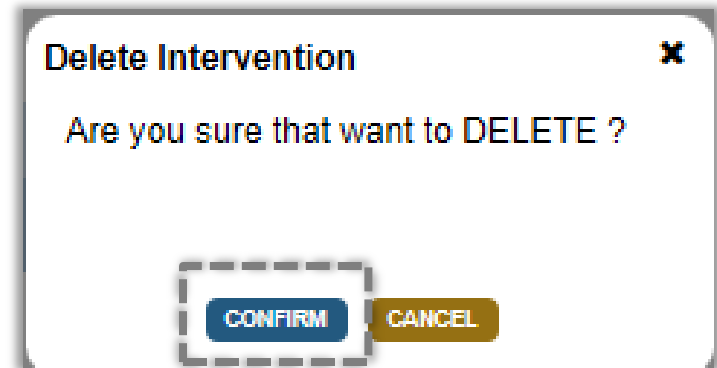 Delete Intervention
Are you sure that want to DELETE ?
CONFIRM CANCEL